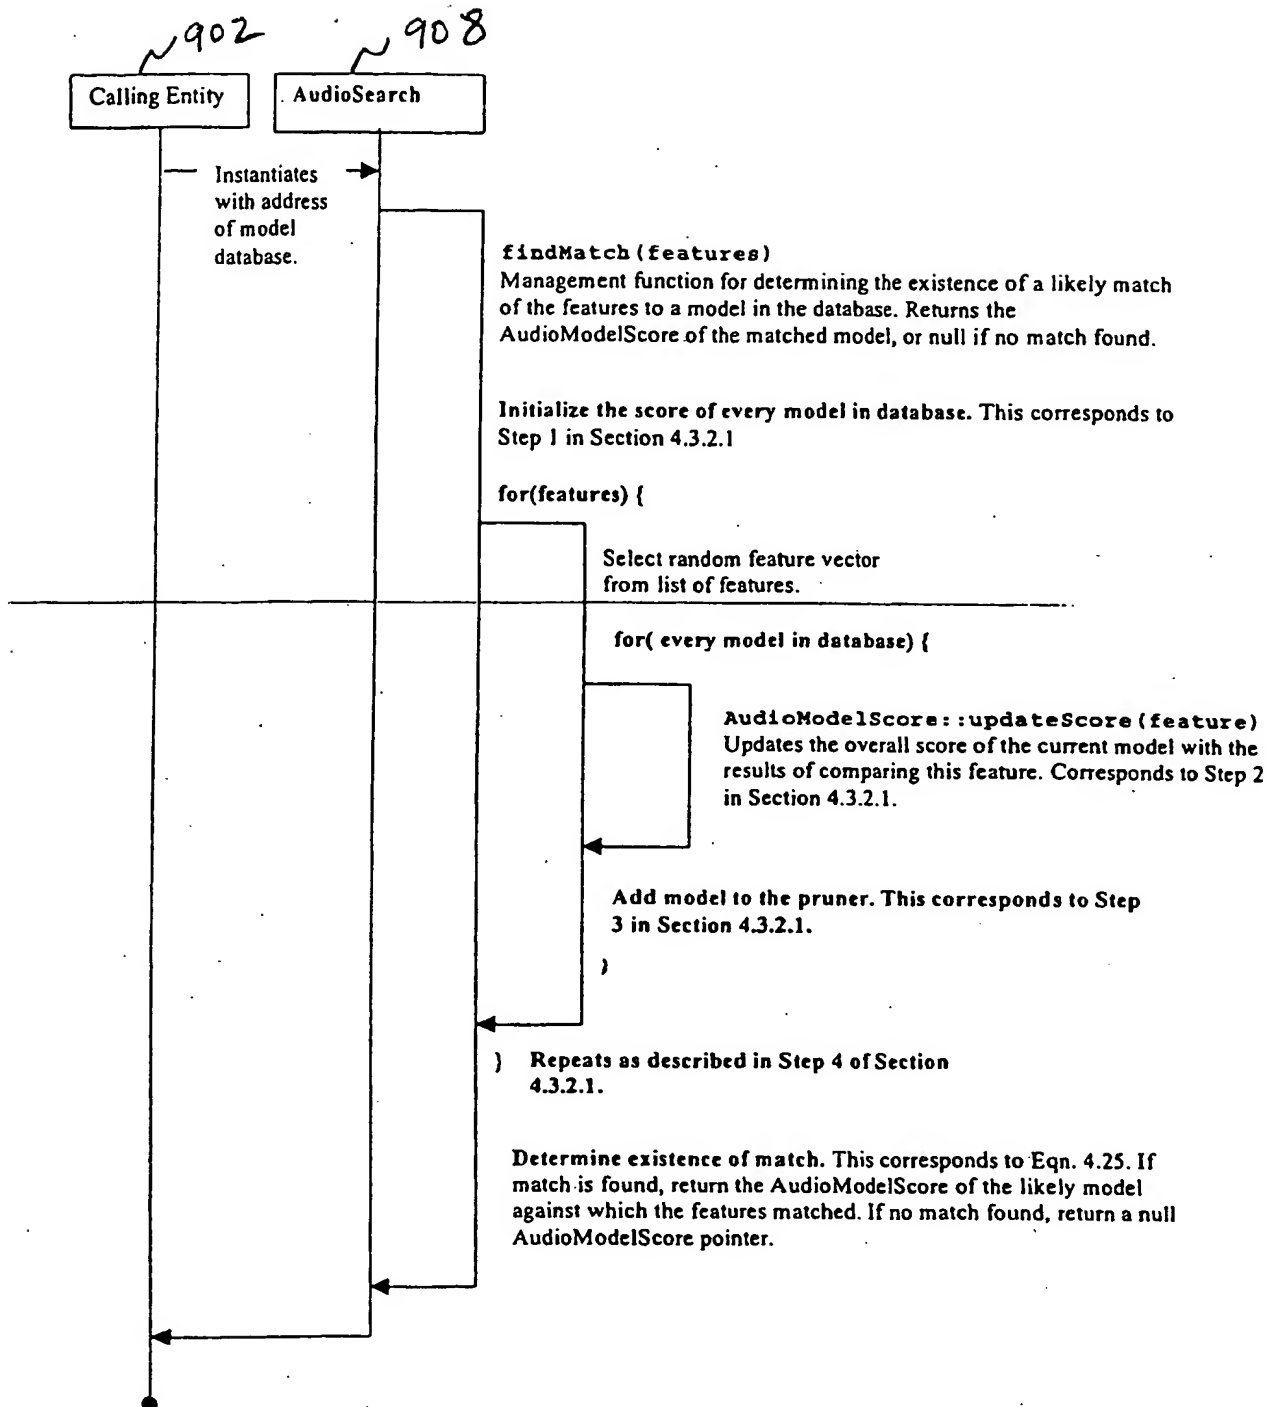 902
908
Calling Entity
AudioSearch
Instantiates
with address
of model
database.
findMatch(features)
Management function for determining the existence of a likely match
of the features to a model in the database. Returns the
AudioModelScore of the matched model, or null if no match found.
Initialize the score of every model in database. This corresponds to
Step 1 in Section 4.3.2.1
for(features) {
Select random feature vector
from list of features.
for( every model in database) {
AudioModelScore::updateScore(feature)
Updates the overall score of the current model with the
results of comparing this feature. Corresponds to Step 2
in Section 4.3.2.1.
Add model to the pruner. This corresponds to Step
3 in Section 4.3.2.1.
}
} Repeats as described in Step 4 of Section
4.3.2.1.
Determine existence of match. This corresponds to Eqn. 4.25. If
match is found, return the AudioModelScore of the likely model
against which the features matched. If no match found, return a null
AudioModelScore pointer.